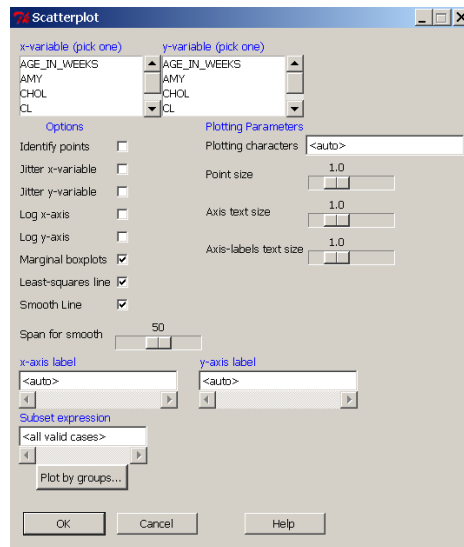 Scatterplot
x-variable (pick one) y-variable (pick one)
AGE_IN_WEEKS AGE_IN_WEEKS
AMY AMY
CHOL CHOL
CL CL
Options Plotting Parameters
Identify points Plotting characters <auto>
Jitter x-variable Point size 1.0
Jitter y-variable
Log x-axis Axis text size 1.0
Log y-axis
Marginal boxplots Axis-labels text size 1.0
Least-squares line
Smooth Line
Span for smooth 50
x-axis label y-axis label
<auto> <auto>
Subset expression
<all valid cases>
Plot by groups...
OK Cancel Help